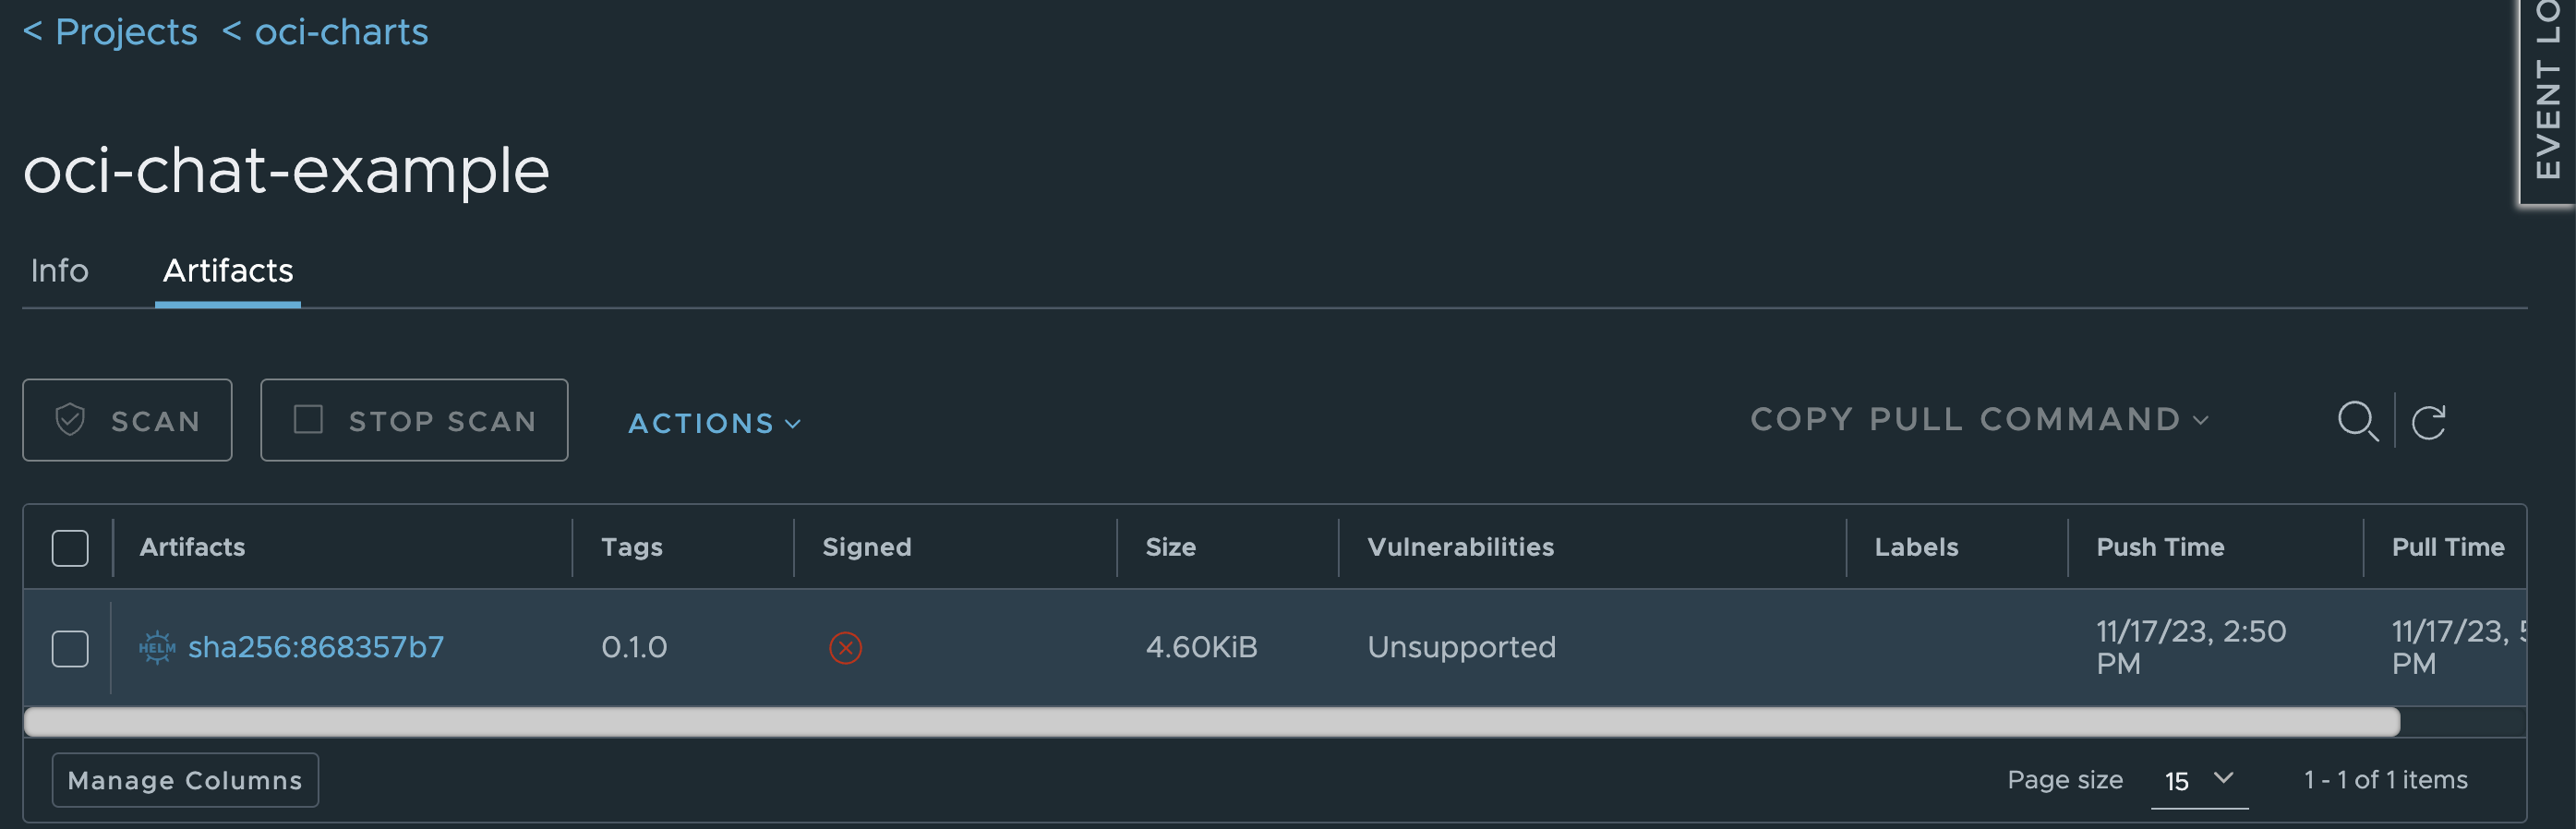 < Projects < oci-charts
EVENT LO
oci-chat-example
Info Artifacts
SCAN STOP SCAN ACTIONS COPY PULL COMMAND
Artifacts Tags Signed Size Vulnerabilities Labels Push Time Pull Time
HELM sha256:868357b7 0.1.0 4.60KiB Unsupported 11/17/23, 2:50 PM 11/17/23, PM
Manage Columns Page size 15 1 - 1 of 1 items